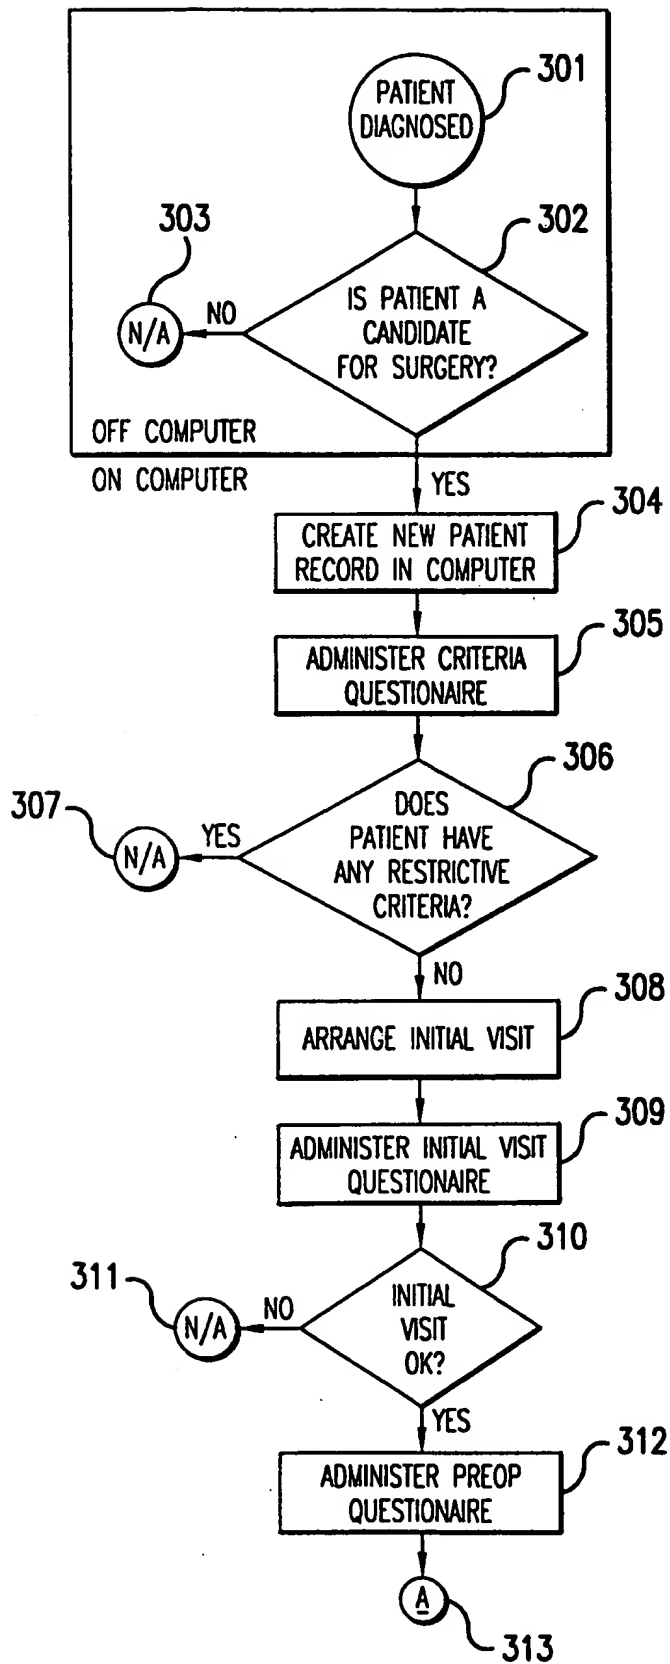 301
PATIENT
DIAGNOSED
303
302
N/A
NO
IS PATIENT A
CANDIDATE
FOR SURGERY?
OFF COMPUTER
ON COMPUTER
YES
304
CREATE NEW PATIENT
RECORD IN COMPUTER
305
ADMINISTER CRITERIA
QUESTIONAIRE
306
307
N/A
YES
DOES
PATIENT HAVE
ANY RESTRICTIVE
CRITERIA?
NO
308
ARRANGE INITIAL VISIT
309
ADMINISTER INITIAL VISIT
QUESTIONAIRE
310
311
N/A
NO
INITIAL
VISIT
OK?
YES
312
ADMINISTER PREOP
QUESTIONAIRE
A
313